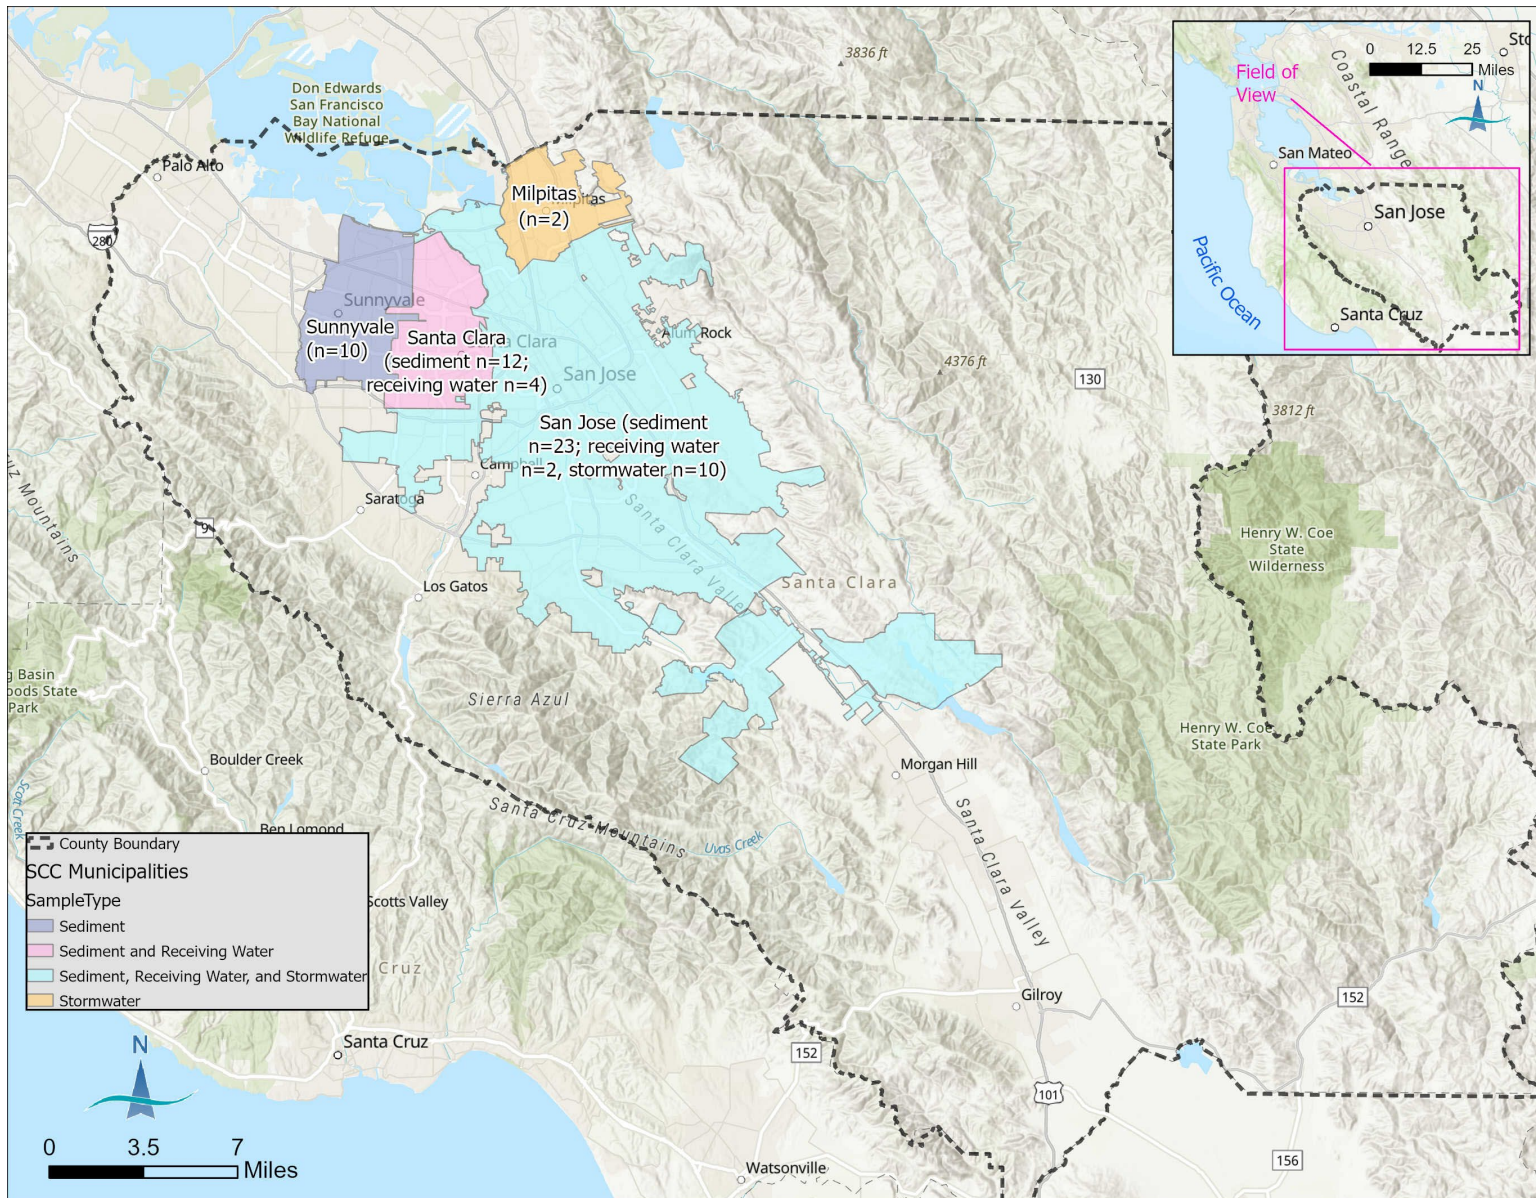 3836 ft
Don Edwards
San Francisco
Bay National
Wildlife Refuge
Palo Alto
280
Milpitas
(n=2)
Sunnyvale
Sunnyvale
(n=10)
Santa Clara
(sediment n=12;
receiving water n=4)
Alum Rock
San Jose
4376 ft
130
3812 ft
San Jose (sediment
n=23; receiving water
n=2, stormwater n=10)
Campbell
Saratoga
9
Los Gatos
Santa Clara Valley
Santa Clara
Henry W. Coe
State
Wilderness
Henry W. Coe
State Park
Sierra Azul
Boulder Creek
Morgan Hill
Santa Cruz Mountains
Uvas Creek
Scott Creek
Ben Lomond
Scotts Valley
Santa Clara Valley
Gilroy
152
152
101
156
Santa Cruz
Watsonville
County Boundary
SCC Municipalities
SampleType
Sediment
Sediment and Receiving Water
Sediment, Receiving Water, and Stormwater
Stormwater
Cruz
N
0 3.5 7
Miles
Field of
View
0 12.5 25
Miles
N
Coastal Range
San Mateo
San Jose
Santa Cruz
Pacific Ocean